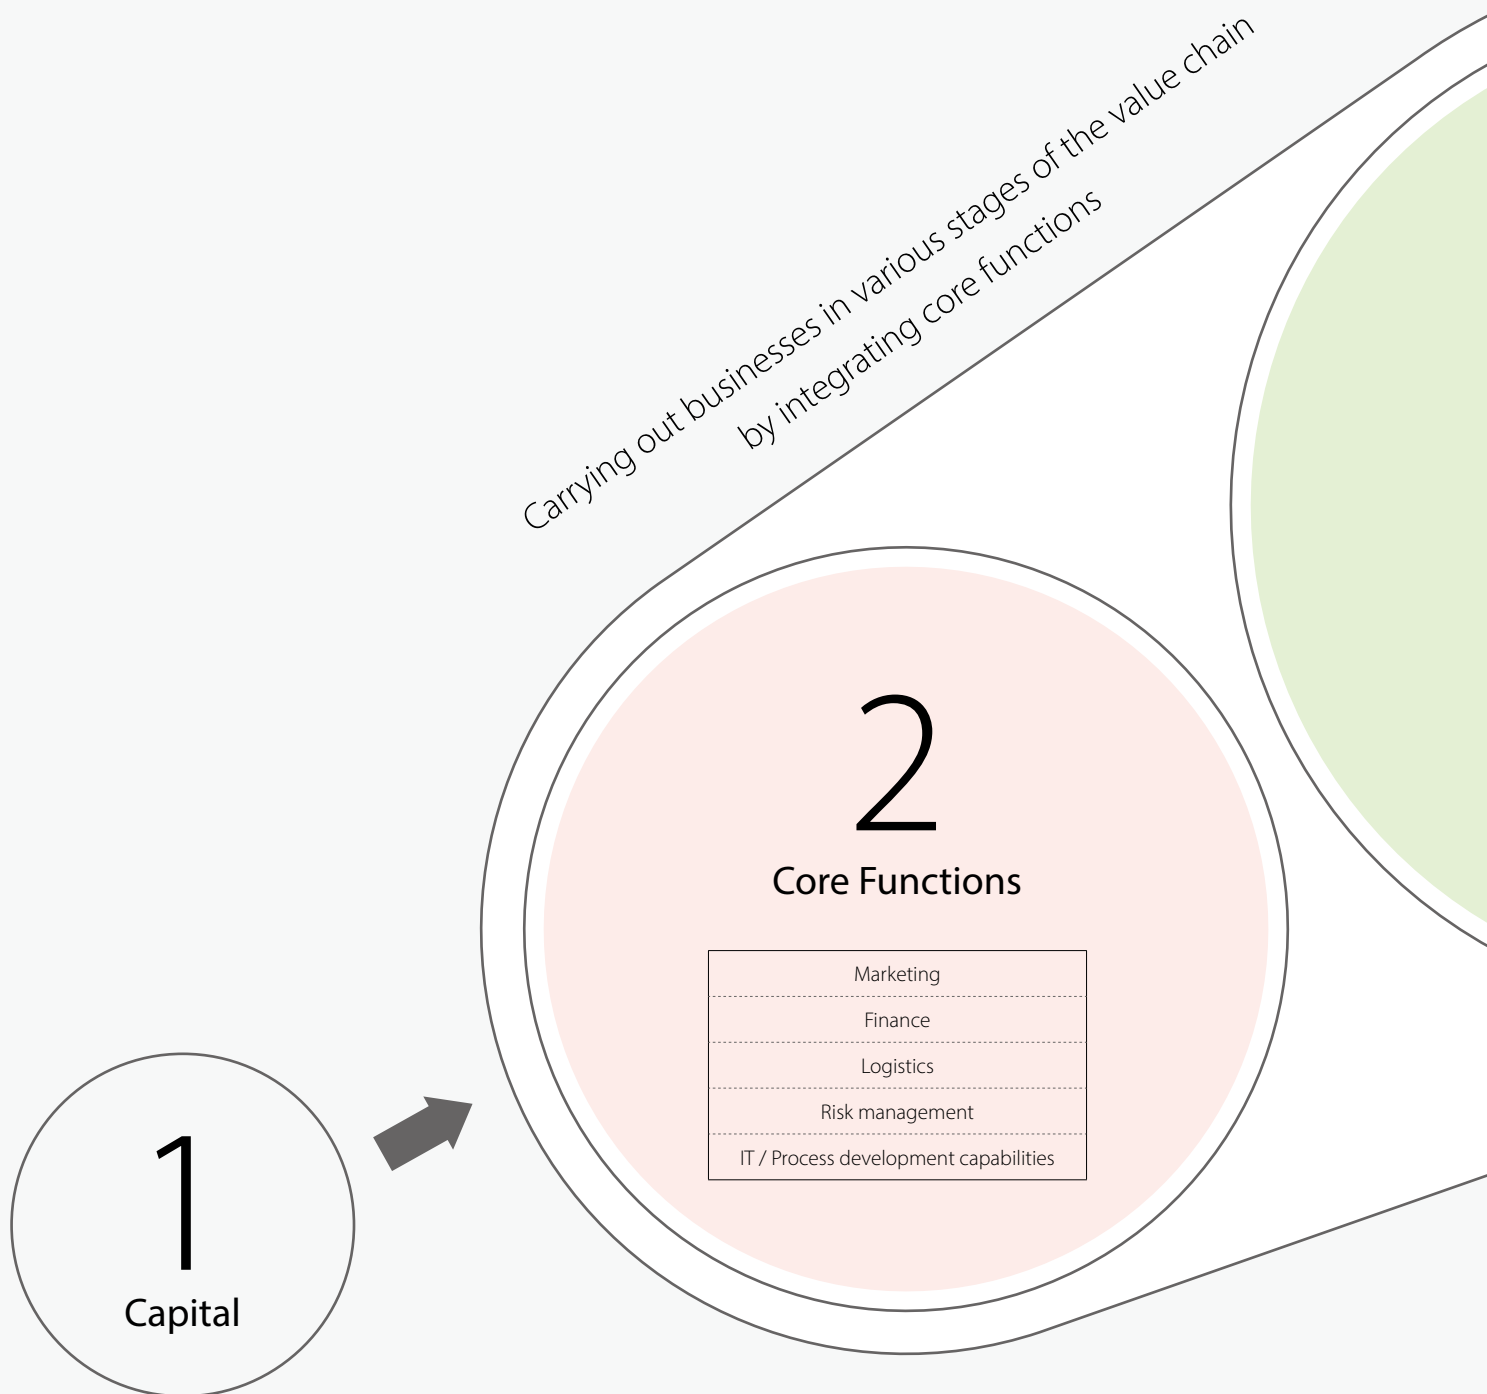 Carrying out businesses in various stages of the value chain
by integrating core functions
2
Core Functions
Marketing
Finance
Logistics
Risk management
IT / Process development capabilities
1
Capital